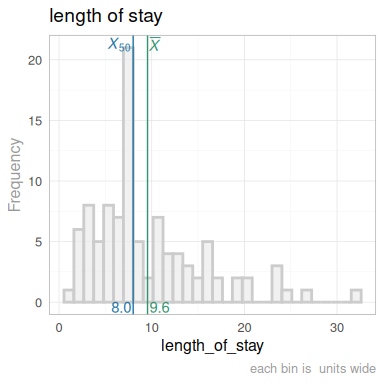 length of stay
X₅₀ X̅
20
15
10
5
0
Frequency
8.0 9.6
0 10 20 30
length_of_stay
each bin is  units wide